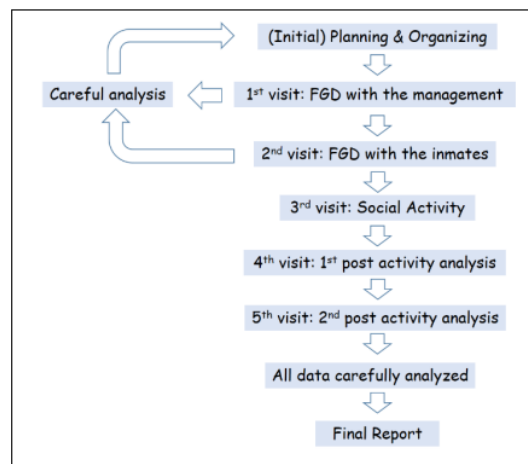 (Initial) Planning & Organizing
Careful analysis
1st visit: FGD with the management
2nd visit: FGD with the inmates
3rd visit: Social Activity
4th visit: 1st post activity analysis
5th visit: 2nd post activity analysis
All data carefully analyzed
Final Report